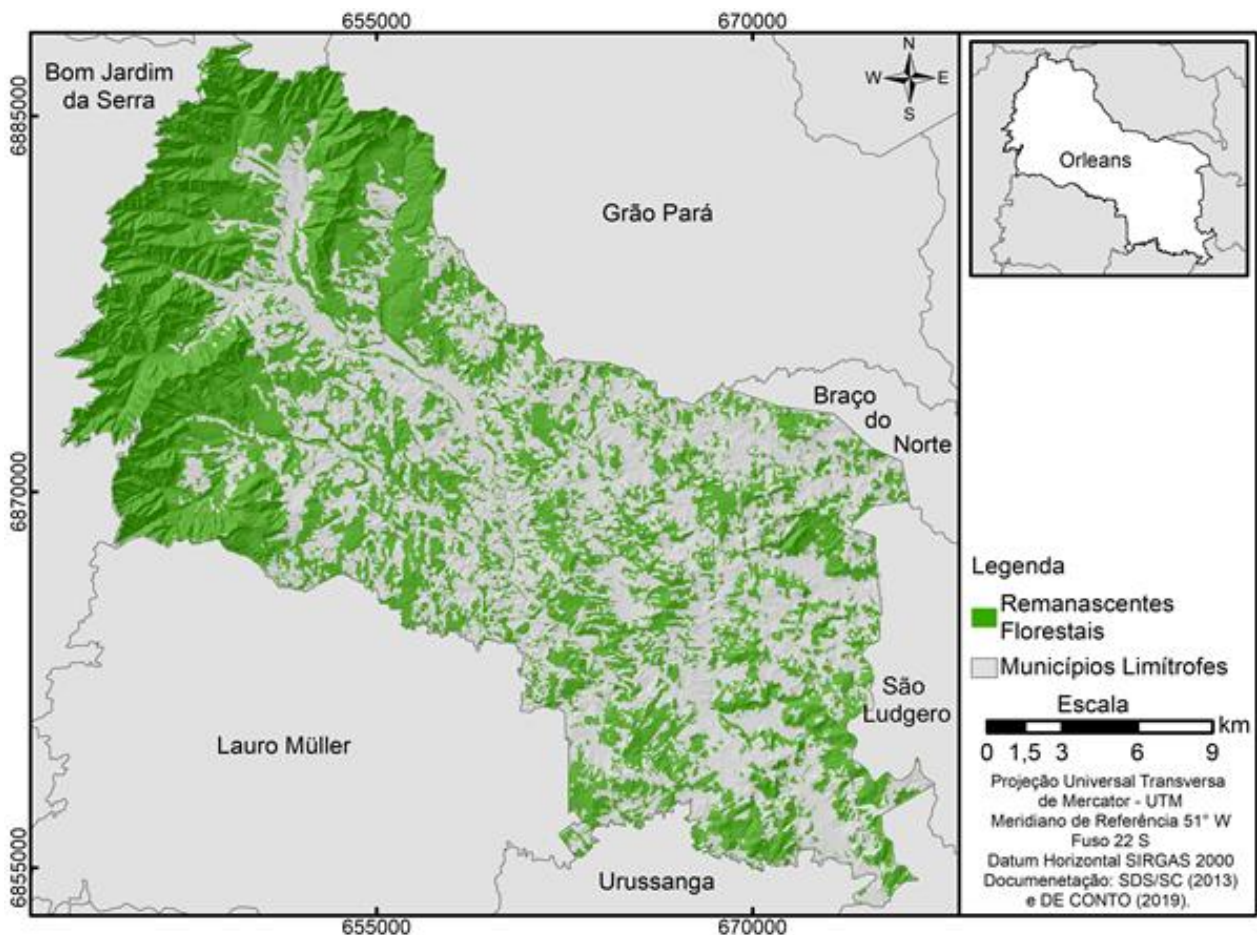 655000
670000
Bom Jardim
da Serra
N
W
E
S
6885000
Orleans
Grão Pará
Braço
do
Norte
6870000
Legenda
Remanascentes
Florestais
Municípios Limítrofes
São
Ludgero
Escala
km
0 1,5 3 6 9
Lauro Müller
Projeção Universal Transversa
de Mercator - UTM
Meridiano de Referência 51° W
Fuso 22 S
Datum Horizontal SIRGAS 2000
Documenetação: SDS/SC (2013)
e DE CONTO (2019).
6855000
Urussanga
655000
670000